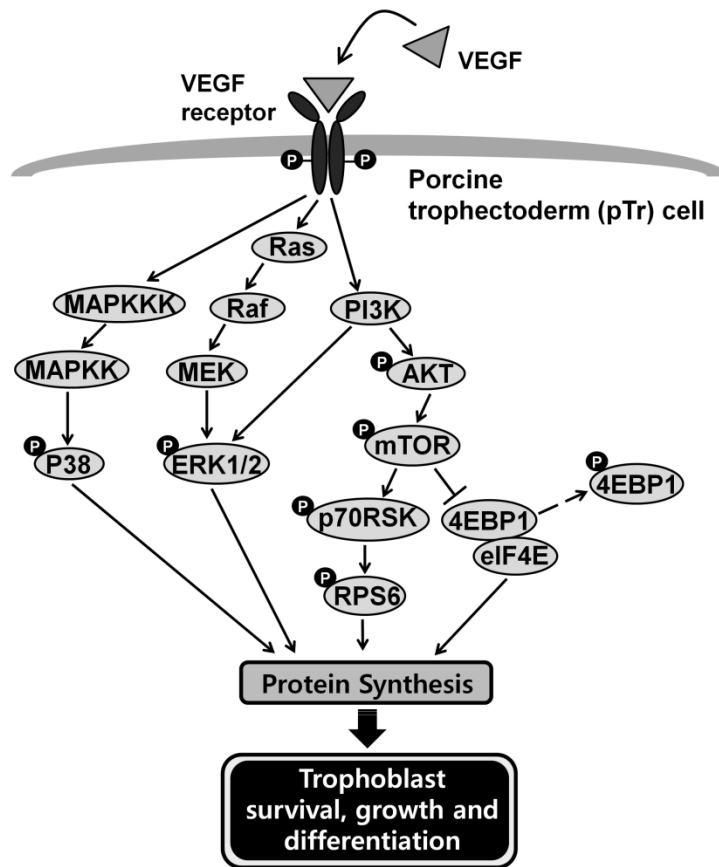 VEGF
VEGF
receptor
P
P
Porcine
trophectoderm (pTr) cell
Ras
MAPKKK
Raf
PI3K
MAPKK
MEK
P
AKT
P
P38
P
ERK1/2
P
mTOR
P
p70RSK
4EBP1
P
4EBP1
eIF4E
P
RPS6
Protein Synthesis
Trophoblast
survival, growth and
differentiation